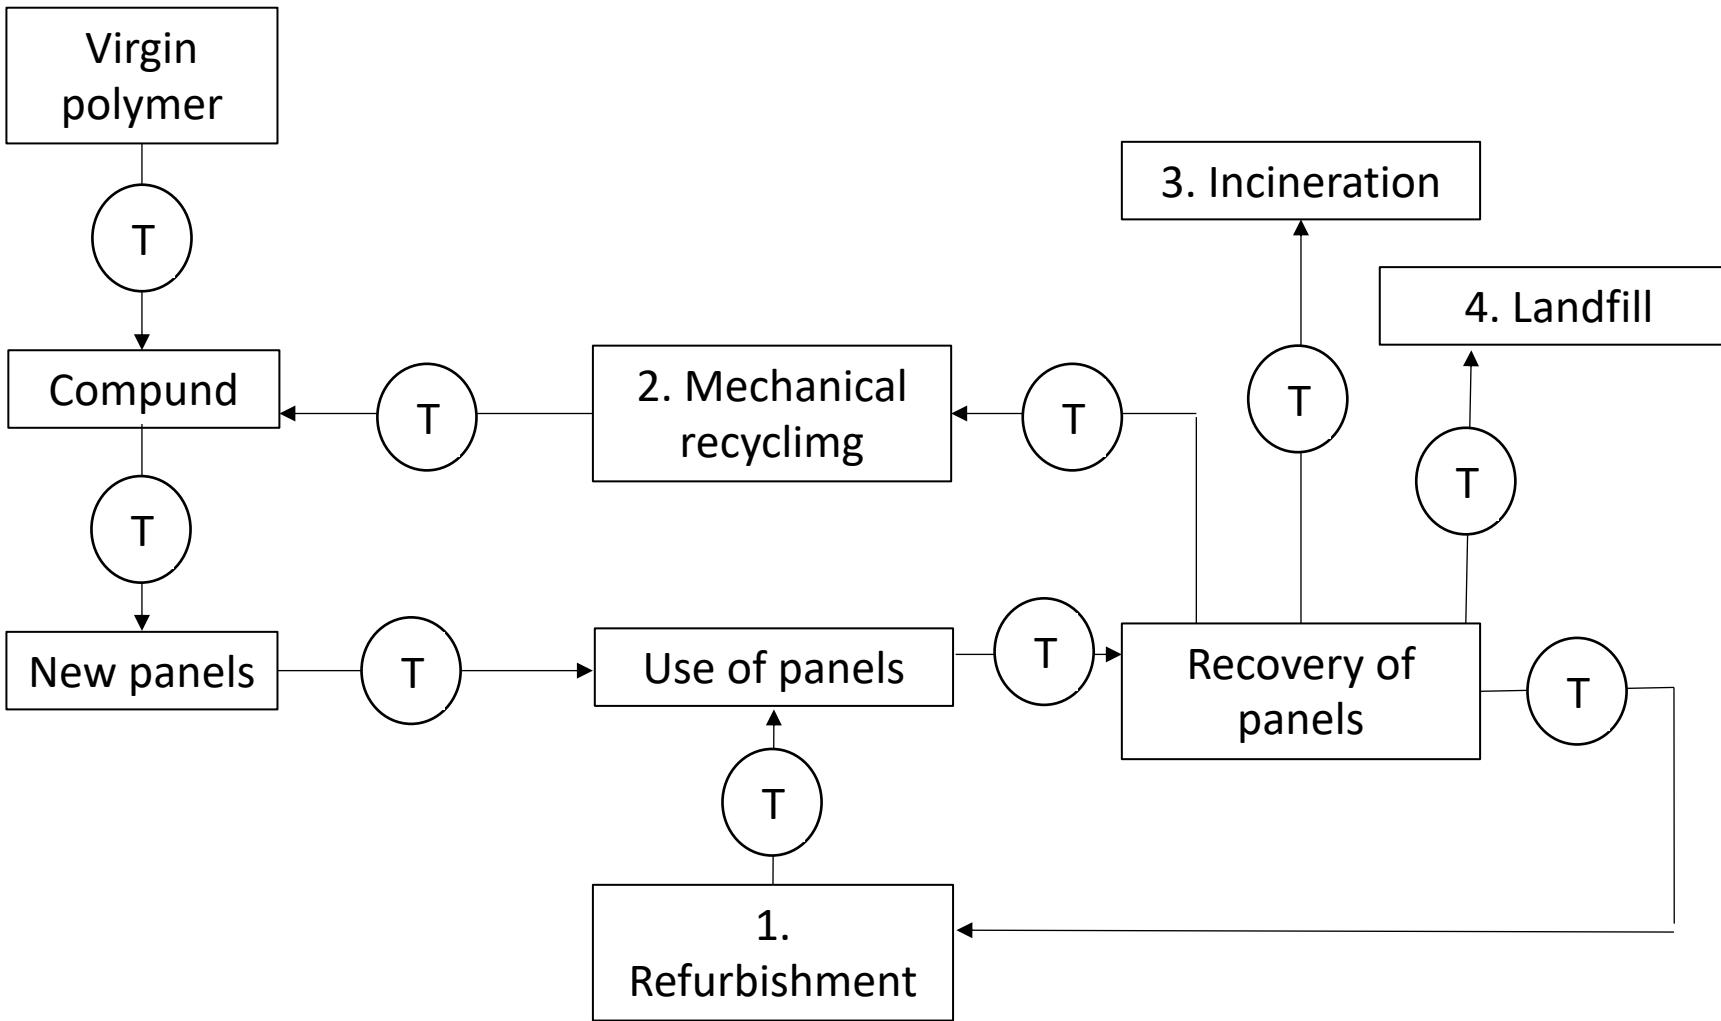 Virgin
polymer
T
3. Incineration
4. Landfill
Compund
T
2. Mechanical
recyclimg
T
T
T
T
New panels
T
Use of panels
T
Recovery of
panels
T
T
1.
Refurbishment